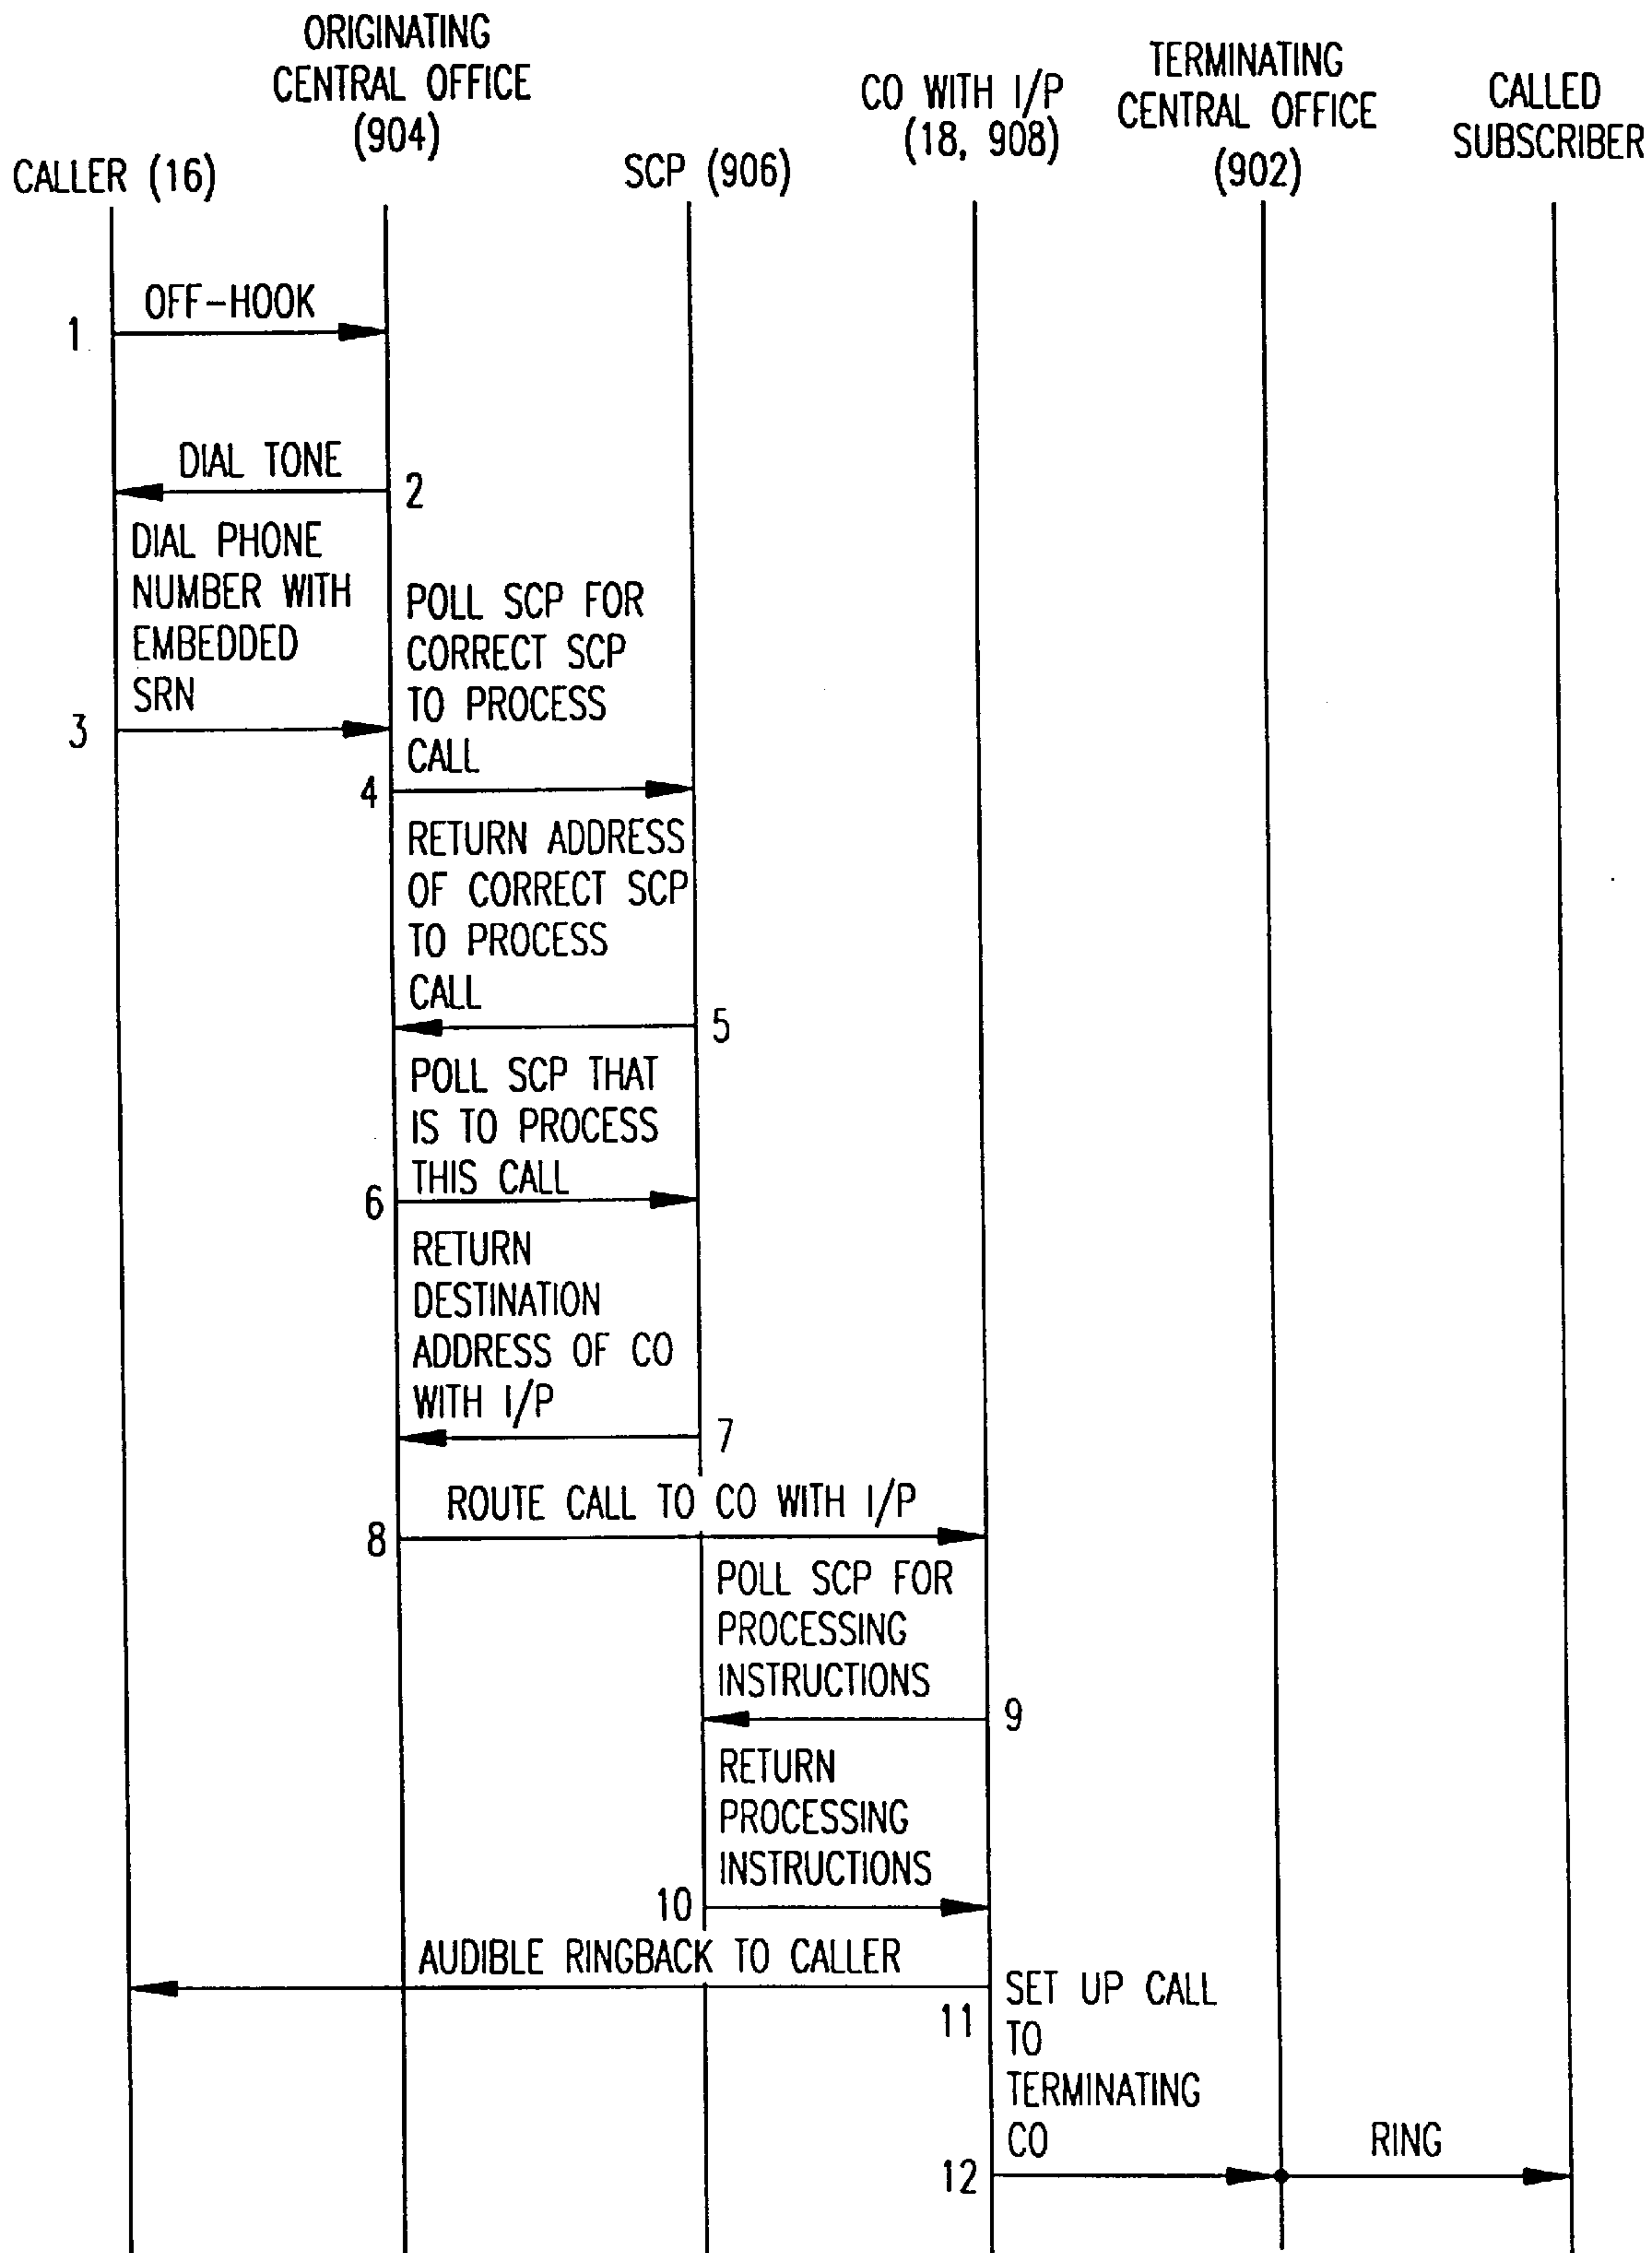 ORIGINATING
CENTRAL OFFICE
(904)
TERMINATING
CENTRAL OFFICE
(902)
CO WITH I/P
(18, 908)
CALLED
SUBSCRIBER
CALLER (16)
SCP (906)
OFF-HOOK
1
DIAL TONE
2
DIAL PHONE
NUMBER WITH
EMBEDDED
SRN
3
POLL SCP FOR
CORRECT SCP
TO PROCESS
CALL
4
RETURN ADDRESS
OF CORRECT SCP
TO PROCESS
CALL
5
POLL SCP THAT
IS TO PROCESS
THIS CALL
6
RETURN
DESTINATION
ADDRESS OF CO
WITH I/P
7
ROUTE CALL TO CO WITH I/P
8
POLL SCP FOR
PROCESSING
INSTRUCTIONS
9
RETURN
PROCESSING
INSTRUCTIONS
10
AUDIBLE RINGBACK TO CALLER
11
SET UP CALL
TO
TERMINATING
CO
12
RING